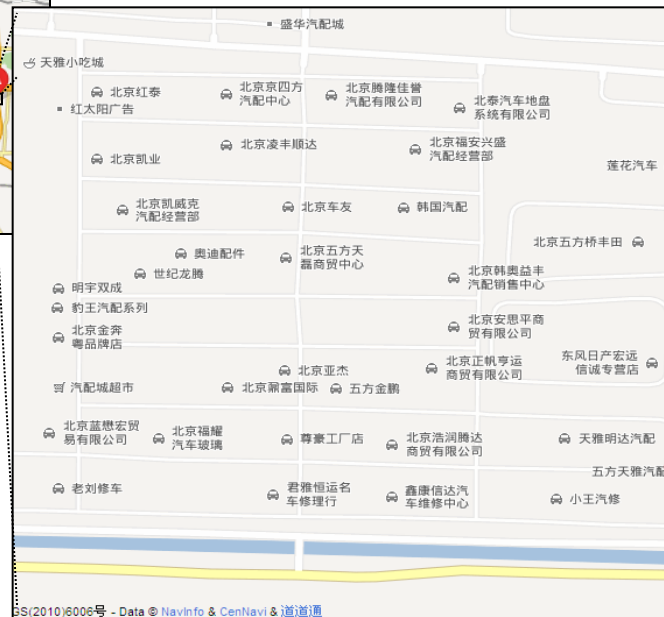 盛华汽配城
天雅小吃城
北京红泰
红太阳广告
北京京四方
汽配中心
北京腾隆佳誉
汽配有限公司
北泰汽车地盘
系统有限公司
北京凯业
北京凌丰顺达
北京福安兴盛
汽配经营部
莲花汽车
北京凯威克
汽配经营部
北京车友
韩国汽配
奥迪配件
世纪龙腾
北京五方天
磊商贸中心
北京五方桥丰田
明宇双成
豹王汽配系列
北京韩奥益丰
汽配销售中心
北京金奔
粤品牌店
北京安思平商
贸有限公司
北京亚杰
北京正帆亨运
商贸有限公司
东风日产宏远
信诚专营店
汽配城超市
北京鼐富国际
五方金鹏
北京蓝懋宏贸
易有限公司
北京福耀
汽车玻璃
尊豪工厂店
北京浩润腾达
商贸有限公司
天雅明达汽配
五方天雅汽配
老刘修车
君雅恒运名
车修理行
鑫康信达汽
车维修中心
小王汽修
GS(2010)6006号 - Data © NavInfo & CenNavi & 道道通